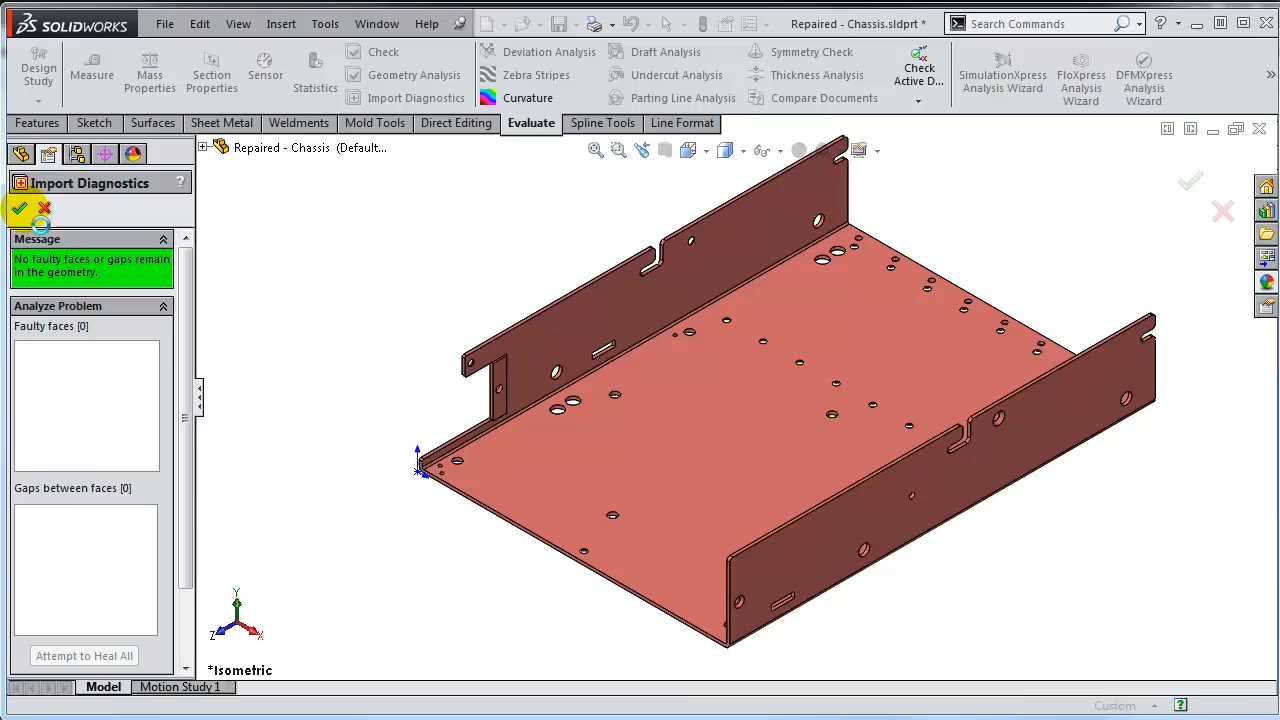 SOLIDWORKS File Edit View Insert Tools Window Help Repaired - Chassis.sldprt * Search Commands ?
Design Study
Measure
Mass Properties
Section Properties
Sensor
Statistics
Check
Geometry Analysis
Import Diagnostics
Deviation Analysis
Zebra Stripes
Curvature
Draft Analysis
Undercut Analysis
Parting Line Analysis
Symmetry Check
Thickness Analysis
Compare Documents
Check Active D...
SimulationXpress Analysis Wizard
FloXpress Analysis Wizard
DFMXpress Analysis Wizard
»
Features Sketch Surfaces Sheet Metal Weldments Mold Tools Direct Editing Evaluate Spline Tools Line Format
Repaired - Chassis (Default...
Import Diagnostics ?
Message
No faulty faces or gaps remain
in the geometry.
Analyze Problem
Faulty faces [0]
Gaps between faces [0]
Attempt to Heal All
Y
Z
X
*Isometric
Model Motion Study 1
Custom ?